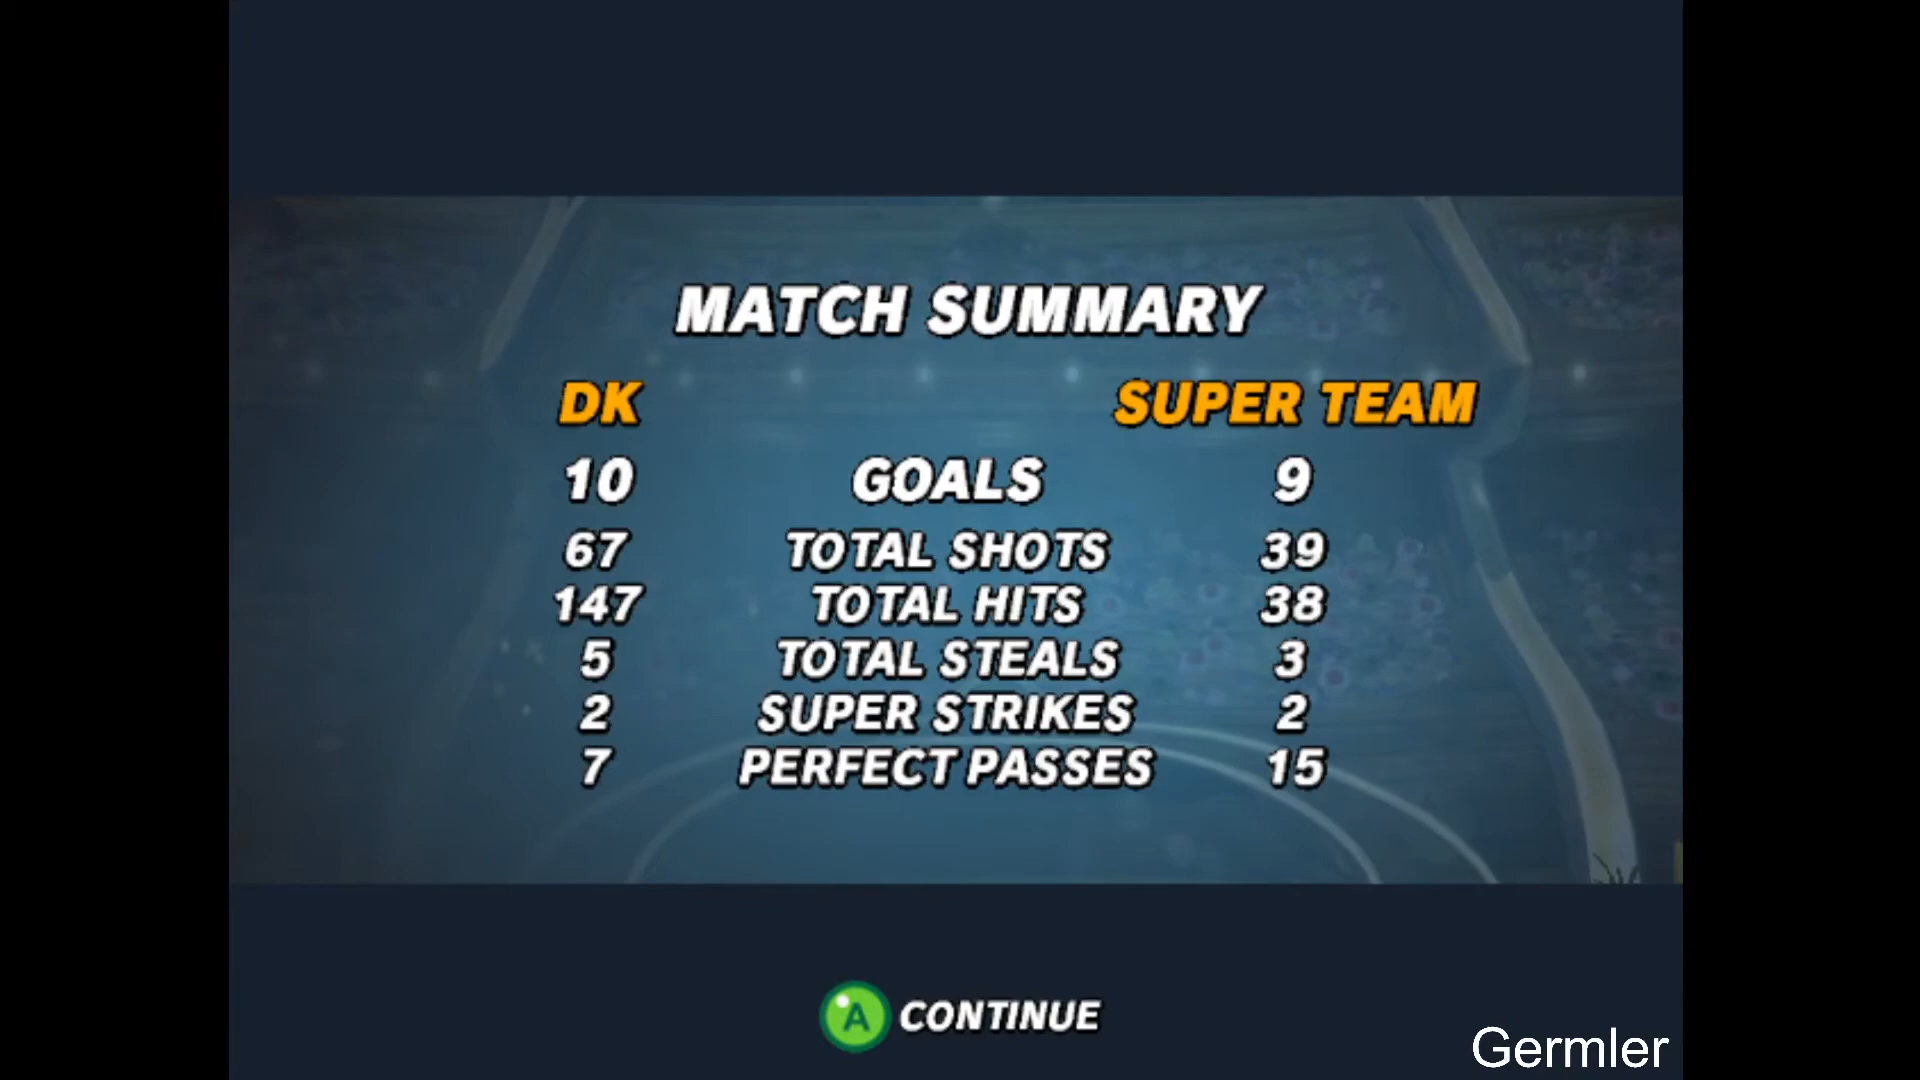 MATCH SUMMARY
DK SUPER TEAM
10 GOALS 9
67 TOTAL SHOTS 39
147 TOTAL HITS 38
5 TOTAL STEALS 3
2 SUPER STRIKES 2
7 PERFECT PASSES 15
A CONTINUE
Germler